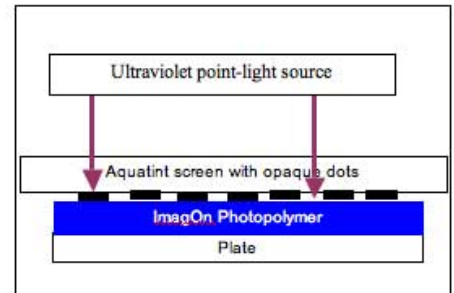 Ultraviolet point-light source
Aquatint screen with opaque dots
ImagOn Photopolymer
Plate